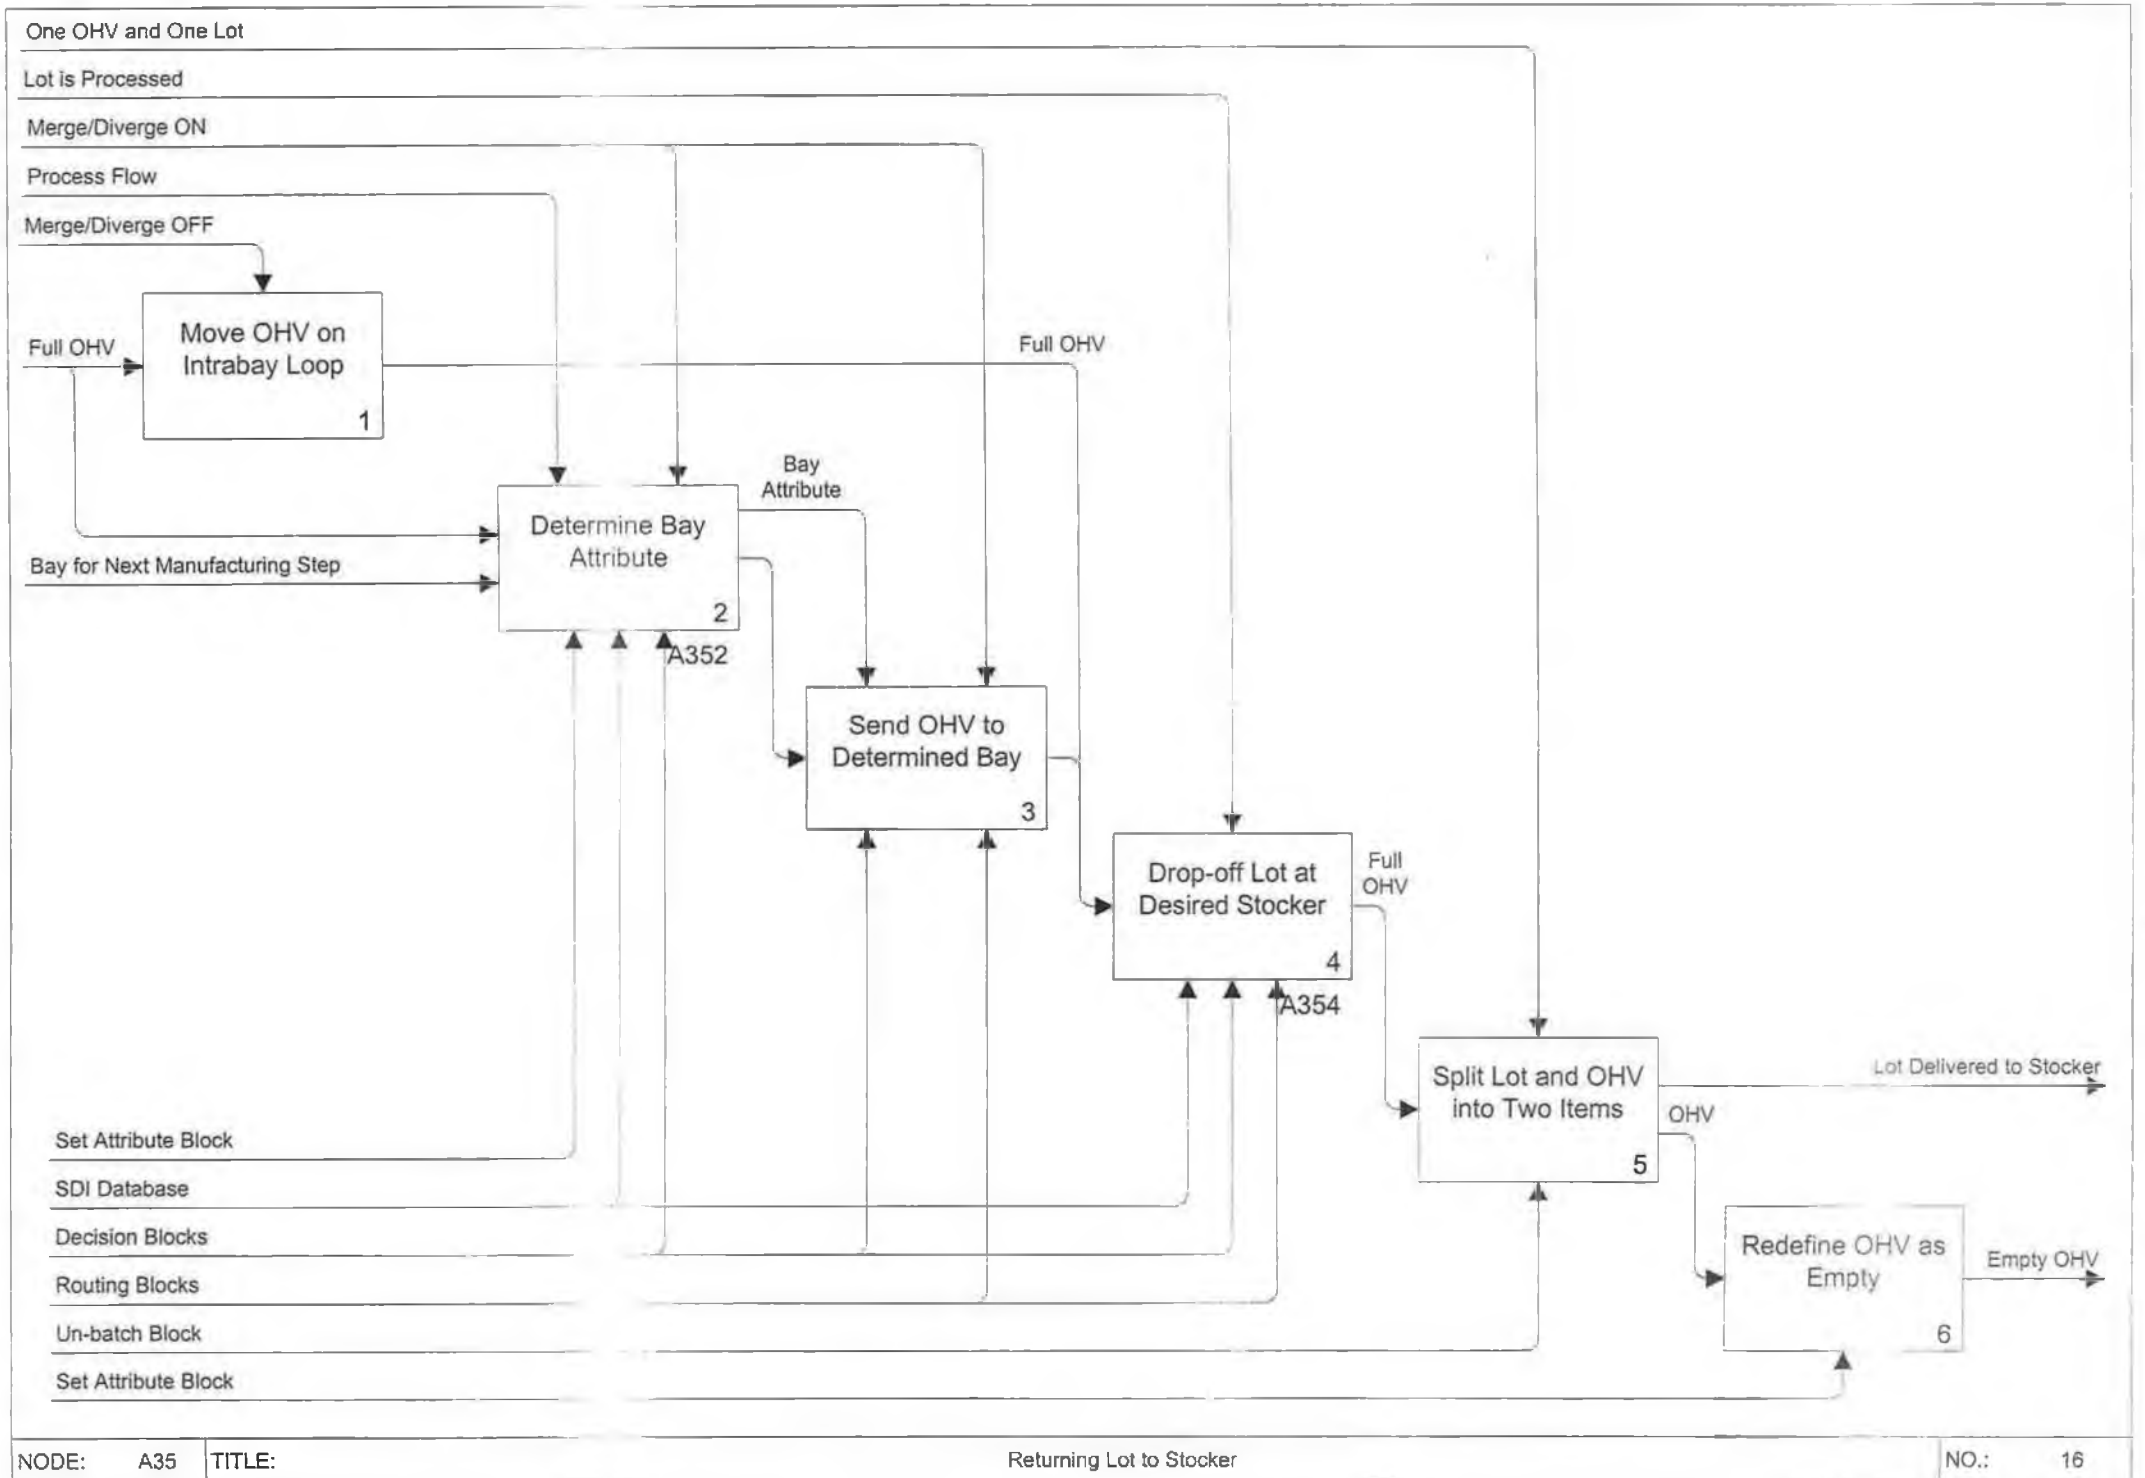 One OHV and One Lot
Lot is Processed
Merge/Diverge ON
Process Flow
Merge/Diverge OFF
Full OHV
Move OHV on
Intrabay Loop
1
Full OHV
Bay
Attribute
Determine Bay
Attribute
2
A352
Bay for Next Manufacturing Step
Send OHV to
Determined Bay
3
Drop-off Lot at
Desired Stocker
4
A354
Full
OHV
Split Lot and OHV
into Two Items
5
Lot Delivered to Stocker
OHV
Redefine OHV as
Empty
6
Empty OHV
Set Attribute Block
SDI Database
Decision Blocks
Routing Blocks
Un-batch Block
Set Attribute Block
NODE: A35 TITLE: Returning Lot to Stocker NO.: 16